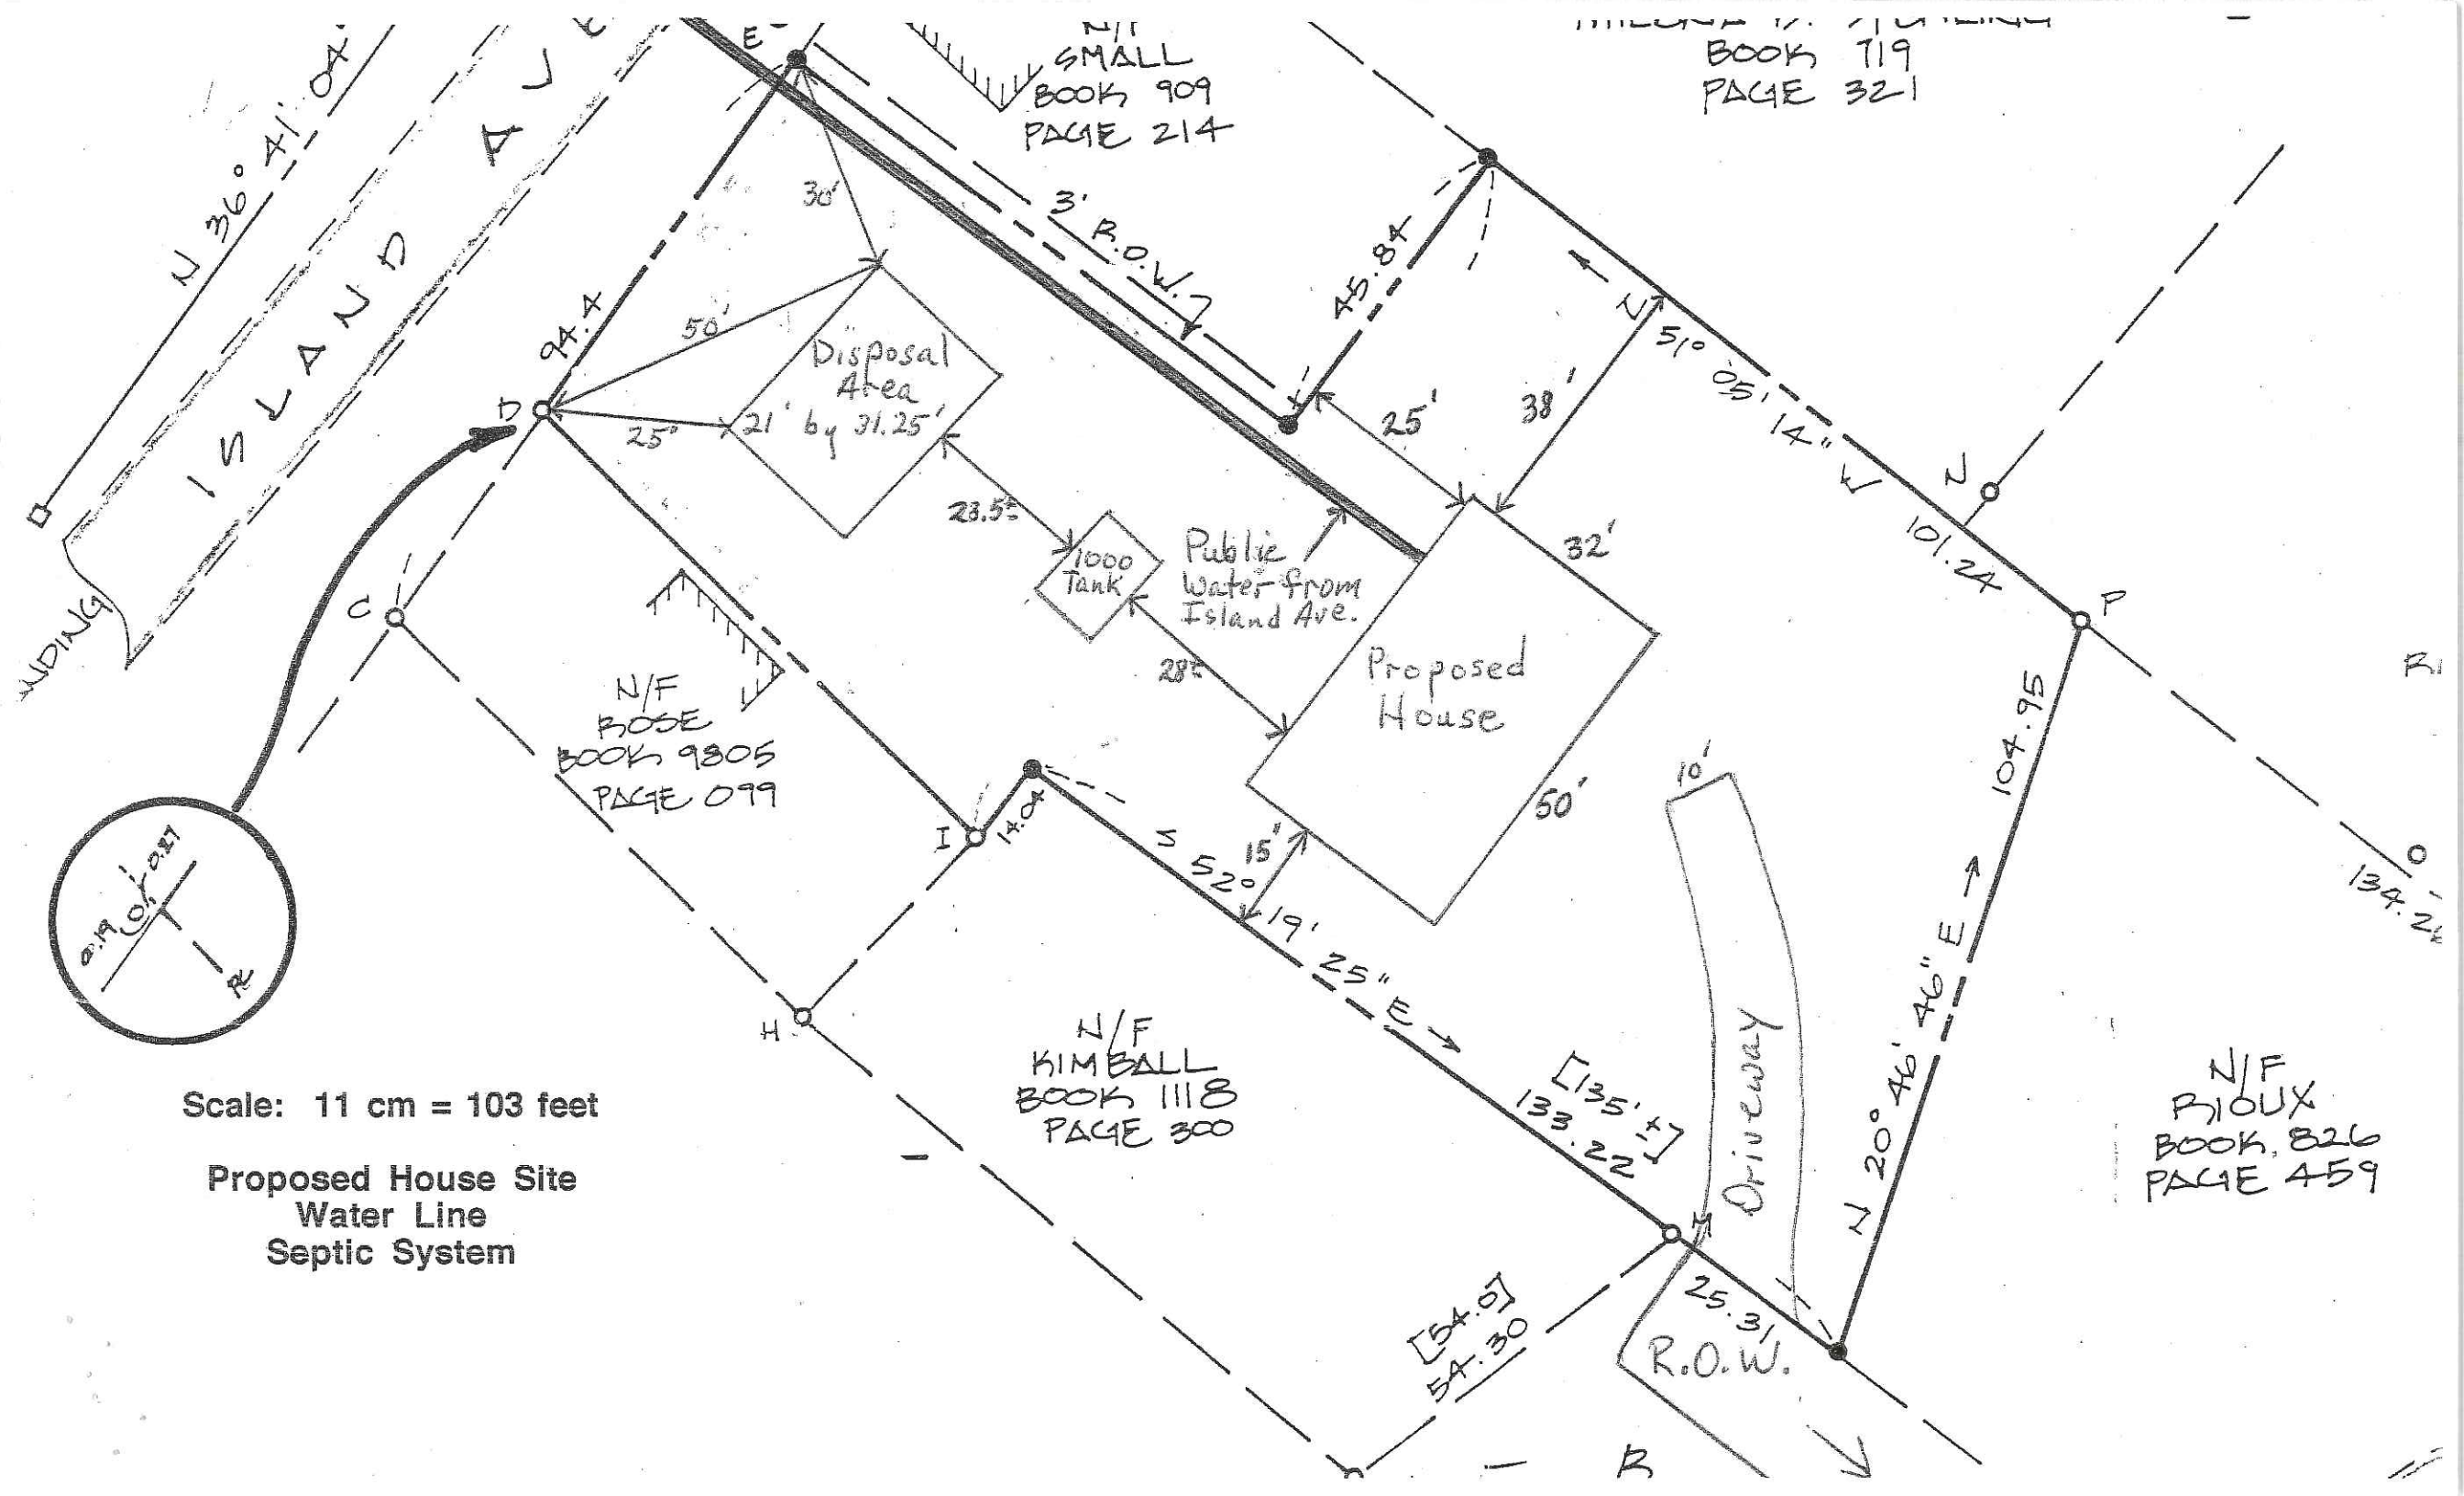 E
N/F
SMALL
BOOK 909
PAGE 214
BOOK 719
PAGE 321
N 36° 41' 04"
ISLAND AVE
30'
3' R.O.W.
45.84
N 51° 05' 14" W
101.24
94.4
50'
Disposal
Area
21' by 31.25'
25'
D
25'
38'
N
23.5±
1000
Tank
Public
Water from
Island Ave.
32'
P
C
NDING
N/F
ROSE
BOOK 9805
PAGE 099
28±
Proposed
House
104.95
10'
50'
I
14.04
15'
S 52° 19' 25" E
0.19
0.27
H
N/F
KIMBALL
BOOK 1118
PAGE 300
[135'±]
133.22
Driveway
N 20° 46' 46" E
N/F
RIOUX
BOOK 826
PAGE 459
Scale: 11 cm = 103 feet
Proposed House Site
Water Line
Septic System
M
25.31
R.O.W.
[54.0]
54.30
R